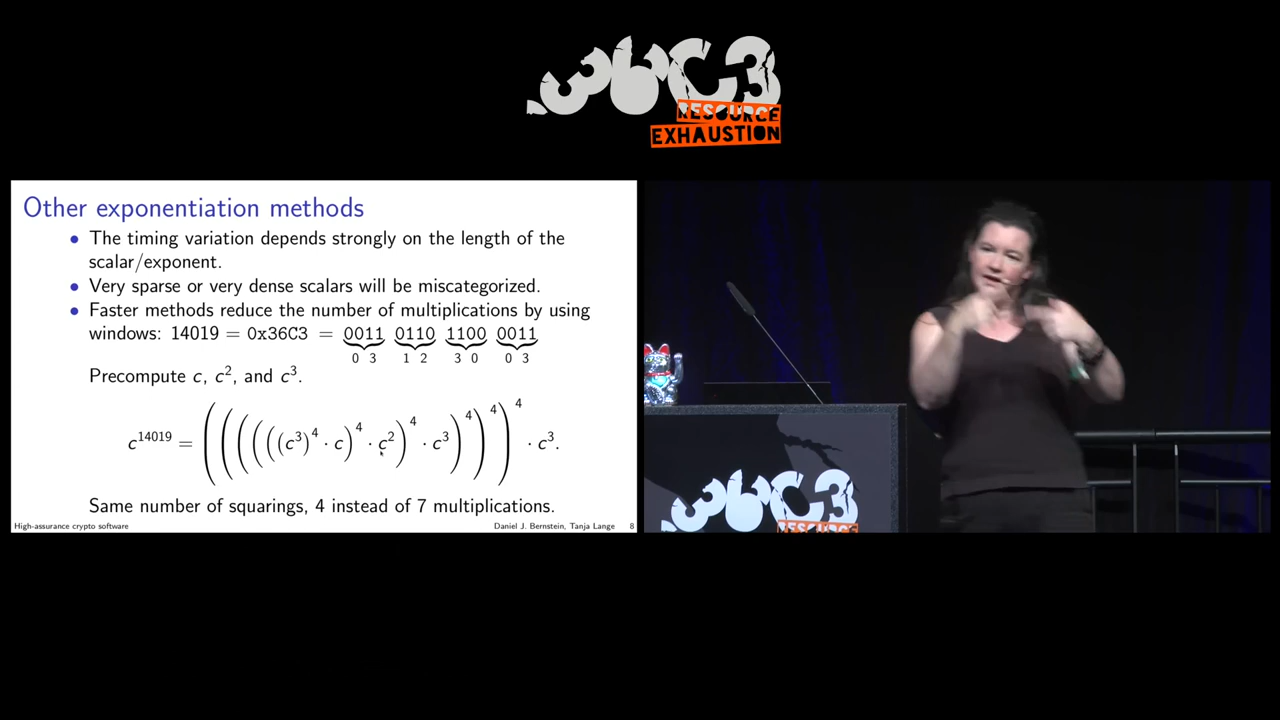 36C3
RESOURCE
EXHAUSTION
Other exponentiation methods
• The timing variation depends strongly on the length of the
scalar/exponent.
• Very sparse or very dense scalars will be miscategorized.
• Faster methods reduce the number of multiplications by using
windows: 14019 = 0x36C3 = 0011 0110 1100 0011
0 3 1 2 3 0 0 3
Precompute c, c², and c³.
c¹⁴⁰¹⁹ = ((((((c³)⁴ · c)⁴ · c²)⁴ · c³)⁴)⁴)⁴ · c³.
Same number of squarings, 4 instead of 7 multiplications.
High-assurance crypto software Daniel J. Bernstein, Tanja Lange 8
36C3
RESOURCE